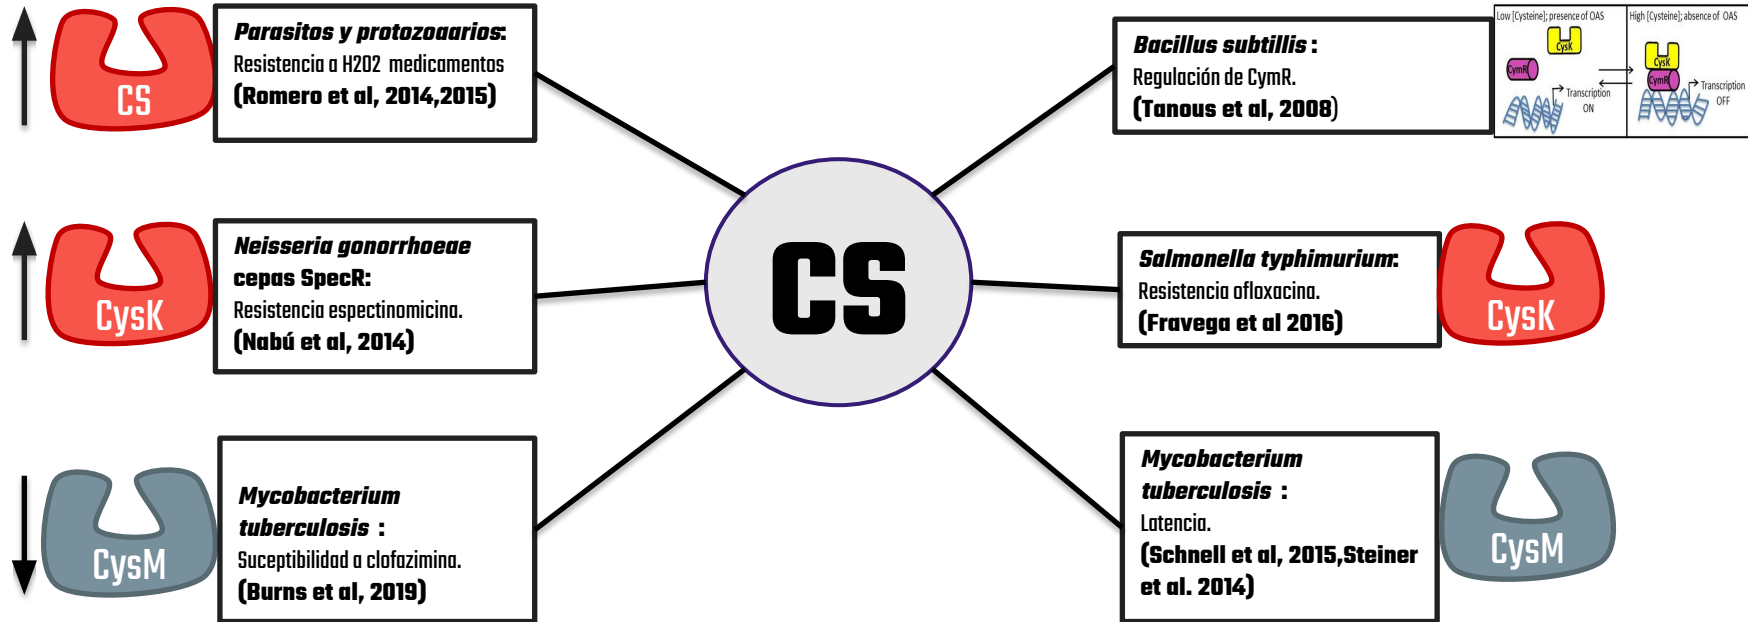 CS
Parasitos y protozoaarios:
Resistencia a H2O2 medicamentos
(Romero et al, 2014,2015)
CysK
Neisseria gonorrhoeae
cepas SpecR:
Resistencia espectinomicina.
(Nabú et al, 2014)
CysM
Mycobacterium
tuberculosis :
Suceptibilidad a clofazimina.
(Burns et al, 2019)
CS
Bacillus subtillis :
Regulación de CymR.
(Tanous et al, 2008)
Low [Cysteine]; presence of OAS
CysK
CymR
Transcription
ON
High [Cysteine]; absence of OAS
CysK
CymR
Transcription
OFF
Salmonella typhimurium:
Resistencia ofloxacina.
(Fravega et al 2016)
CysK
Mycobacterium
tuberculosis :
Latencia.
(Schnell et al, 2015,Steiner
et al. 2014)
CysM